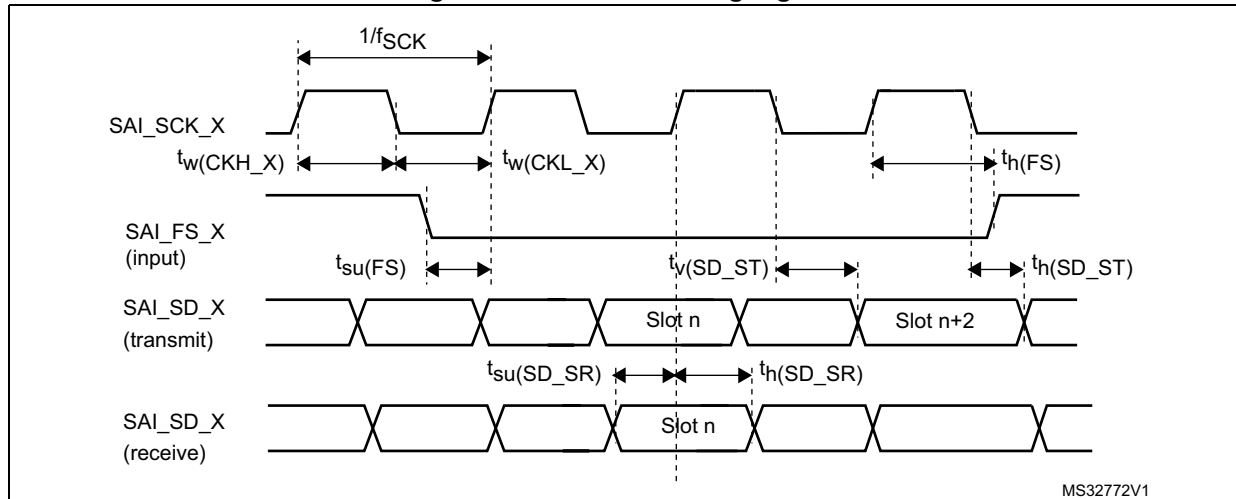 1/fSCK
SAI_SCK_X
tw(CKH_X)
tw(CKL_X)
th(FS)
SAI_FS_X
(input)
tsu(FS)
tv(SD_ST)
th(SD_ST)
SAI_SD_X
(transmit)
Slot n
Slot n+2
tsu(SD_SR)
th(SD_SR)
SAI_SD_X
(receive)
Slot n
MS32772V1